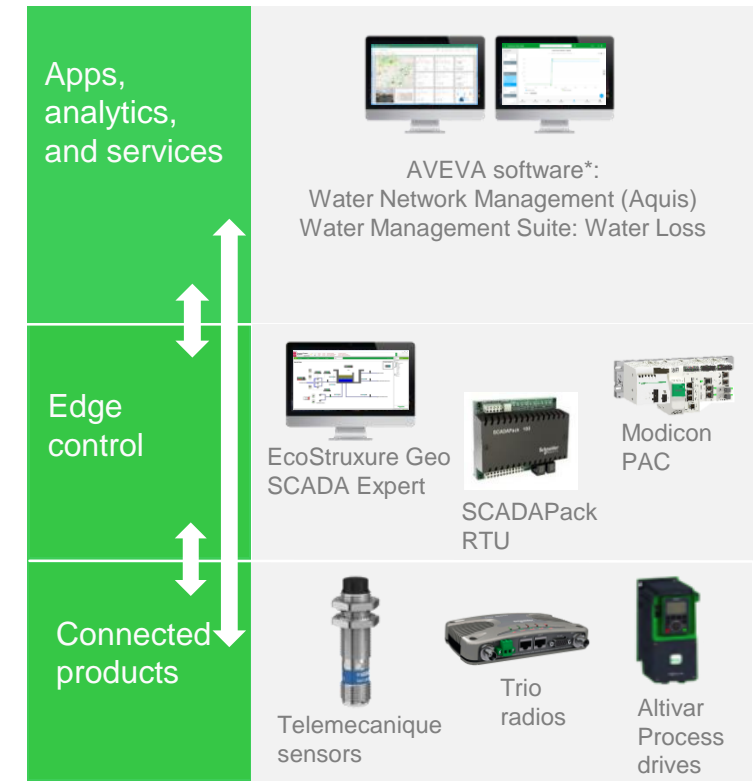 Apps,
analytics,
and services
AVEVA software*:
Water Network Management (Aquis)
Water Management Suite: Water Loss
Edge
control
EcoStruxure Geo
SCADA Expert
SCADAPack
SCADAPack
RTU
Modicon
PAC
Connected
products
Telemecanique
sensors
Trio
radios
Altivar
Process
drives